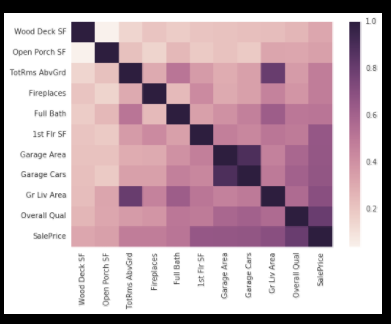 Wood Deck SF
Open Porch SF
TotRms AbvGrd
Fireplaces
Full Bath
1st Flr SF
Garage Area
Garage Cars
Gr Liv Area
Overall Qual
SalePrice
Wood Deck SF
Open Porch SF
TotRms AbvGrd
Fireplaces
Full Bath
1st Flr SF
Garage Area
Garage Cars
Gr Liv Area
Overall Qual
SalePrice
1.0
0.8
0.6
0.4
0.2